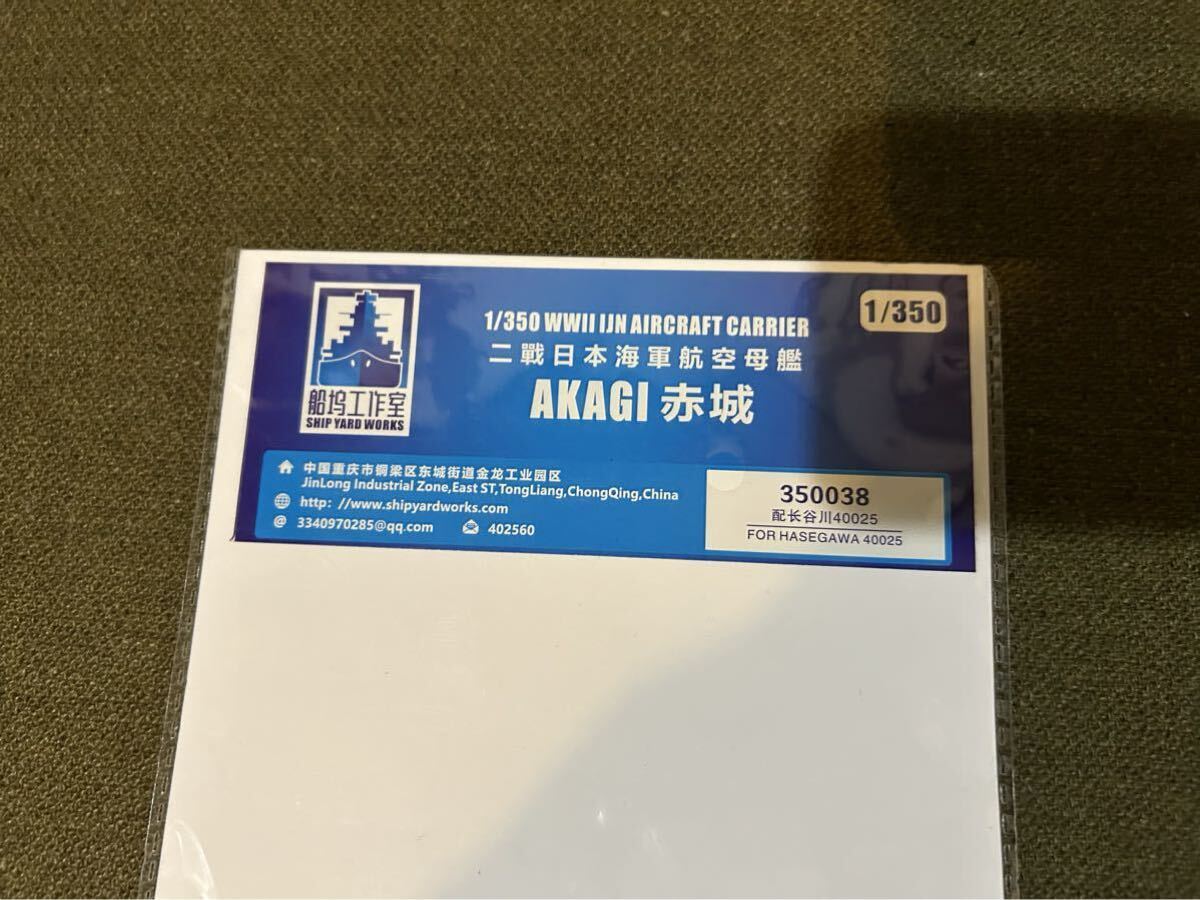 船坞工作室
SHIP YARD WORKS
1/350 WWII IJN AIRCRAFT CARRIER
二戰日本海軍航空母艦
AKAGI 赤城
1/350
中国重庆市铜梁区东城街道金龙工业园区
JinLong Industrial Zone,East ST,TongLiang,ChongQing,China
http: //www.shipyardworks.com
@ 3340970285@qq.com 402560
350038
配长谷川40025
FOR HASEGAWA 40025